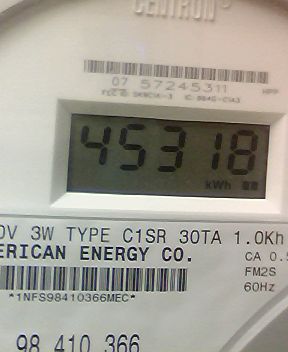 CENTRON®
07 57245311
45318
kWh
0V 3W TYPE C1SR 30TA 1.0Kh
ERICAN ENERGY CO. CA 0.5
FM2S
*1NFS98410366MEC* 60Hz
98 410 366